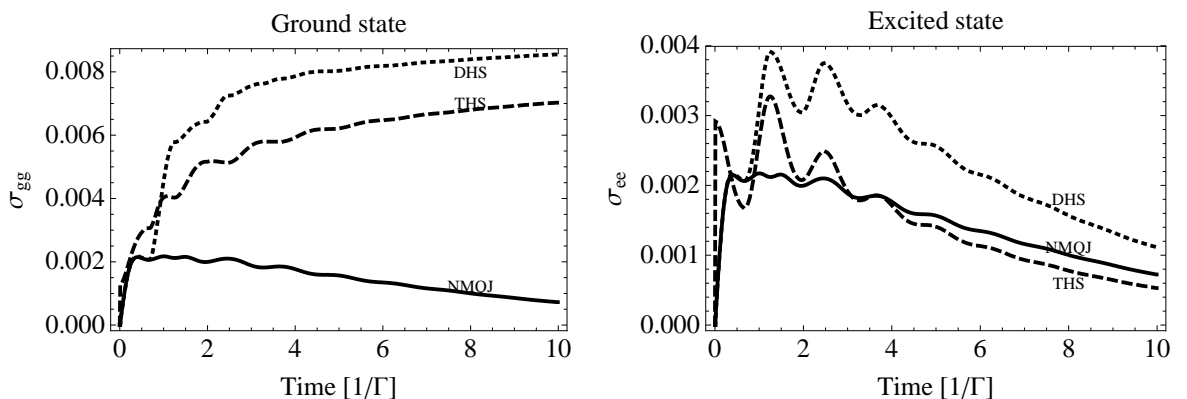 Ground state
0.008
0.006
0.004
0.002
0.000
σgg
DHS
THS
NMQJ
0 2 4 6 8 10
Time [1/Γ]
Excited state
0.004
0.003
0.002
0.001
0.000
σee
DHS
NMQJ
THS
0 2 4 6 8 10
Time [1/Γ]